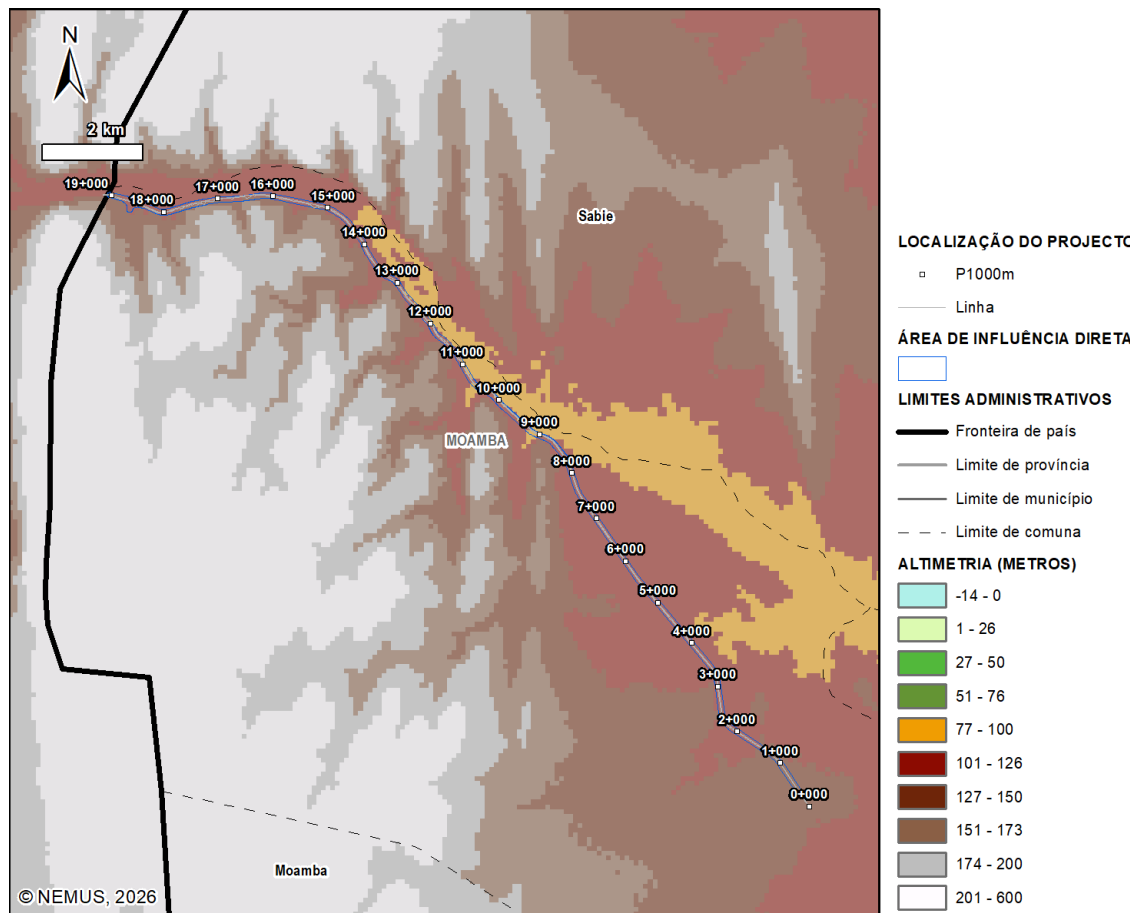 N
2 km
19+000
18+000
17+000
16+000
15+000
14+000
13+000
12+000
11+000
10+000
9+000
8+000
7+000
6+000
5+000
4+000
3+000
2+000
1+000
0+000
Sabie
MOAMBA
Moamba
© NEMUS, 2026
LOCALIZAÇÃO DO PROJECTO
P1000m
Linha
ÁREA DE INFLUÊNCIA DIRETA
LIMITES ADMINISTRATIVOS
Fronteira de país
Limite de província
Limite de município
Limite de comuna
ALTIMETRIA (METROS)
-14 - 0
1 - 26
27 - 50
51 - 76
77 - 100
101 - 126
127 - 150
151 - 173
174 - 200
201 - 600